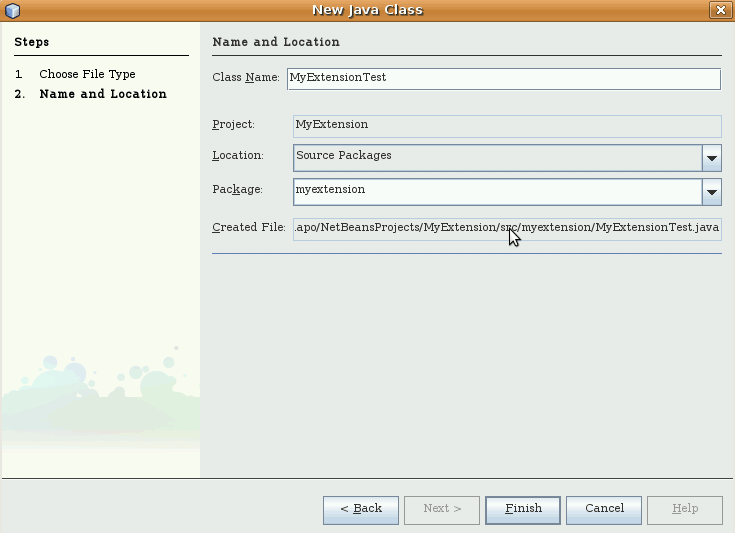 New Java Class
Steps
1 Choose File Type
2. Name and Location
Name and Location
Class Name: MyExtensionTest
Project: MyExtension
Location: Source Packages
Package: myextension
Created File: .apo/NetBeansProjects/MyExtension/src/myextension/MyExtensionTest.java
< Back Next > Finish Cancel Help